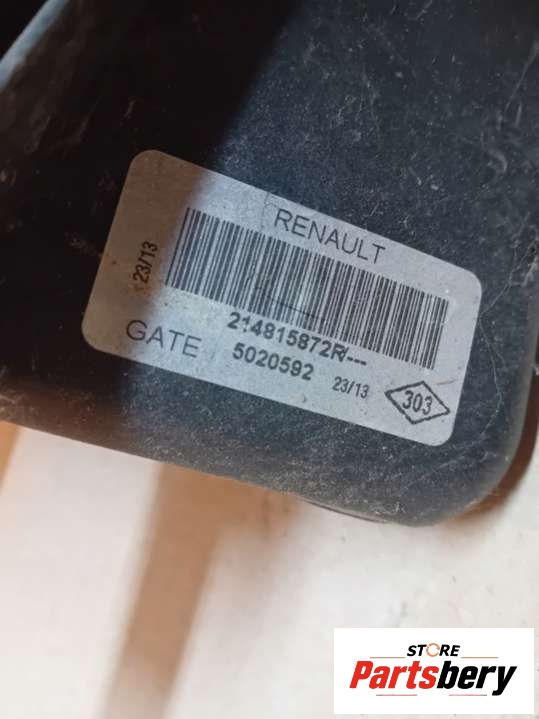 RENAULT
23/13
214815872R/---
GATE 5020592 23/13 303
STORE
Partsbery